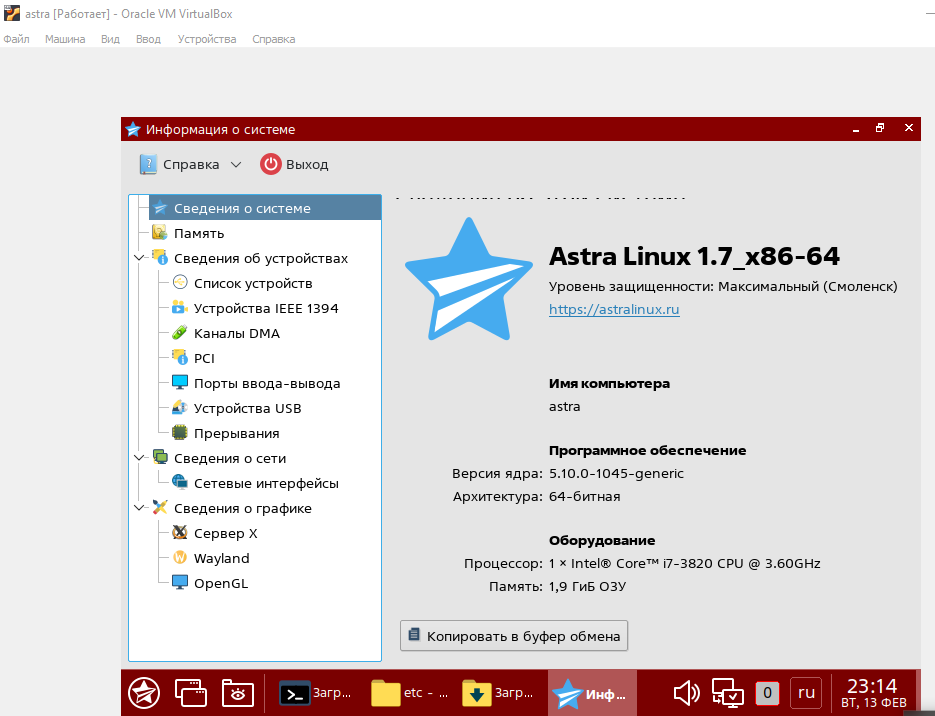 astra [Работает] - Oracle VM VirtualBox
Файл Машина Вид Ввод Устройства Справка
Информация о системе
Справка Выход
Сведения о системе
Память
Сведения об устройствах
Список устройств
Устройства IEEE 1394
Каналы DMA
PCI
Порты ввода-вывода
Устройства USB
Прерывания
Сведения о сети
Сетевые интерфейсы
Сведения о графике
Сервер X
Wayland
OpenGL
Astra Linux 1.7_x86-64
Уровень защищенности: Максимальный (Смоленск)
https://astralinux.ru
Имя компьютера
astra
Программное обеспечение
Версия ядра: 5.10.0-1045-generic
Архитектура: 64-битная
Оборудование
Процессор: 1 × Intel® Core™ i7-3820 CPU @ 3.60GHz
Память: 1,9 ГиБ ОЗУ
Копировать в буфер обмена
Загр... etc - ... Загр... Инф... 0 ru 23:14
ВТ, 13 ФЕВ